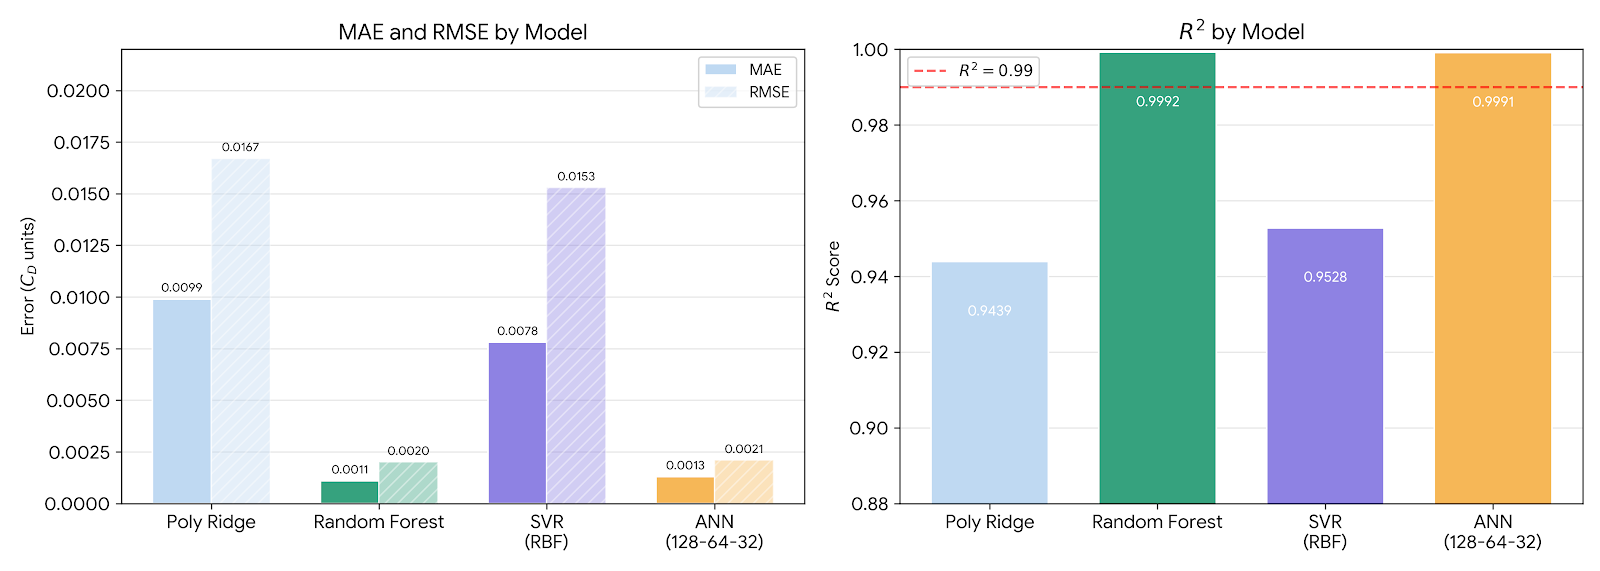 MAE and RMSE by Model
MAE
RMSE
Error (C_D units)
0.0200
0.0175
0.0150
0.0125
0.0100
0.0075
0.0050
0.0025
0.0000
0.0099
0.0167
0.0011
0.0020
0.0078
0.0153
0.0013
0.0021
Poly Ridge
Random Forest
SVR
(RBF)
ANN
(128-64-32)
R² by Model
R² = 0.99
R² Score
1.00
0.98
0.96
0.94
0.92
0.90
0.88
0.9439
0.9992
0.9528
0.9991
Poly Ridge
Random Forest
SVR
(RBF)
ANN
(128-64-32)